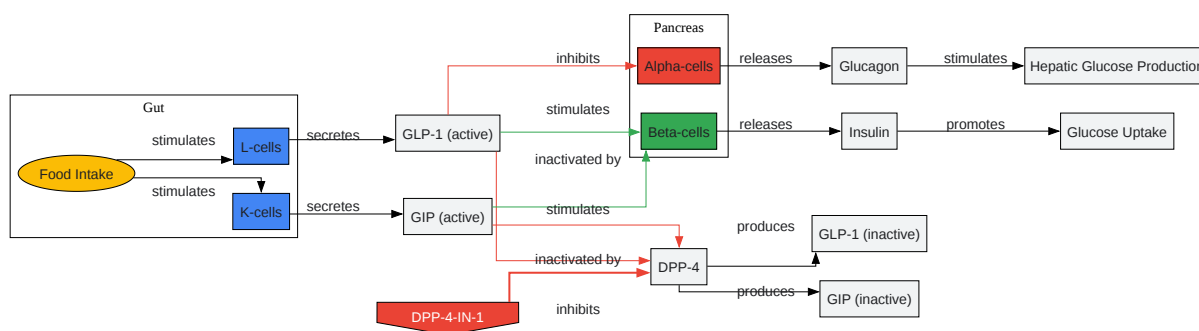 Pancreas
inhibits
Alpha-cells
releases
Glucagon
stimulates
Hepatic Glucose Production
Gut
stimulates
L-cells
secretes
GLP-1 (active)
stimulates
Beta-cells
releases
Insulin
promotes
Glucose Uptake
inactivated by
Food Intake
stimulates
K-cells
secretes
GIP (active)
stimulates
produces
GLP-1 (inactive)
inactivated by
DPP-4
produces
GIP (inactive)
DPP-4-IN-1
inhibits